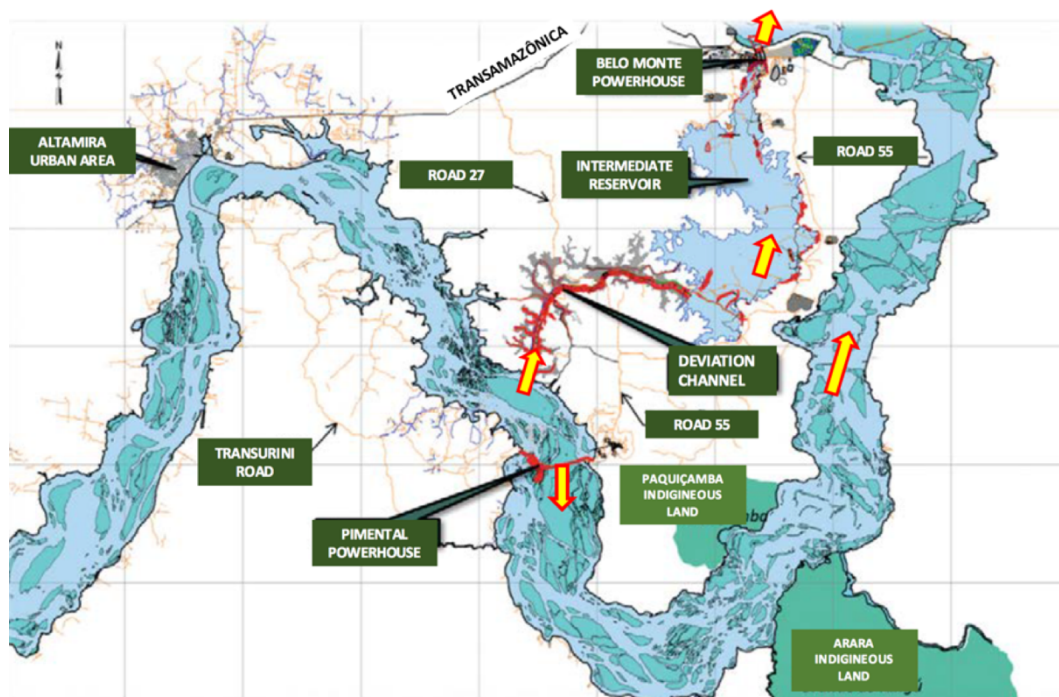 N
TRANSAMAZÔNICA
BELO MONTE
POWERHOUSE
ALTAMIRA
URBAN AREA
ROAD 27
INTERMEDIATE
RESERVOIR
ROAD 55
DEVIATION
CHANNEL
TRANSURINI
ROAD
ROAD 55
PIMENTAL
POWERHOUSE
PAQUIÇAMBA
INDIGINEOUS
LAND
ARARA
INDIGINEOUS
LAND